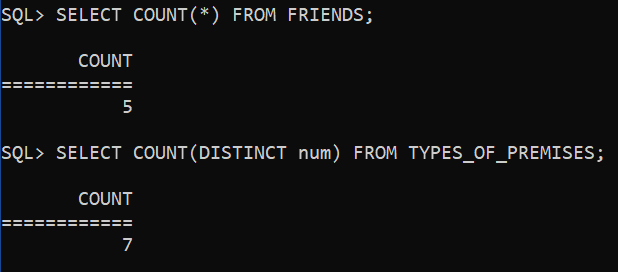 SQL> SELECT COUNT(*) FROM FRIENDS;
COUNT
============
5
SQL> SELECT COUNT(DISTINCT num) FROM TYPES_OF_PREMISES;
COUNT
============
7